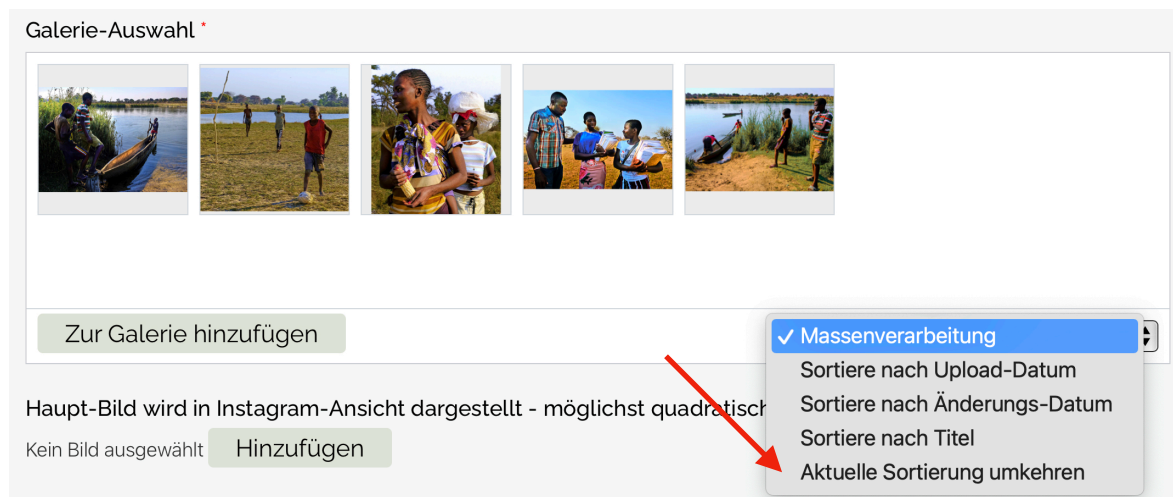 Galerie-Auswahl *
Zur Galerie hinzufügen
✓ Massenverarbeitung
Sortiere nach Upload-Datum
Sortiere nach Änderungs-Datum
Sortiere nach Titel
Aktuelle Sortierung umkehren
Haupt-Bild wird in Instagram-Ansicht dargestellt - möglichst quadratisch
Kein Bild ausgewählt Hinzufügen